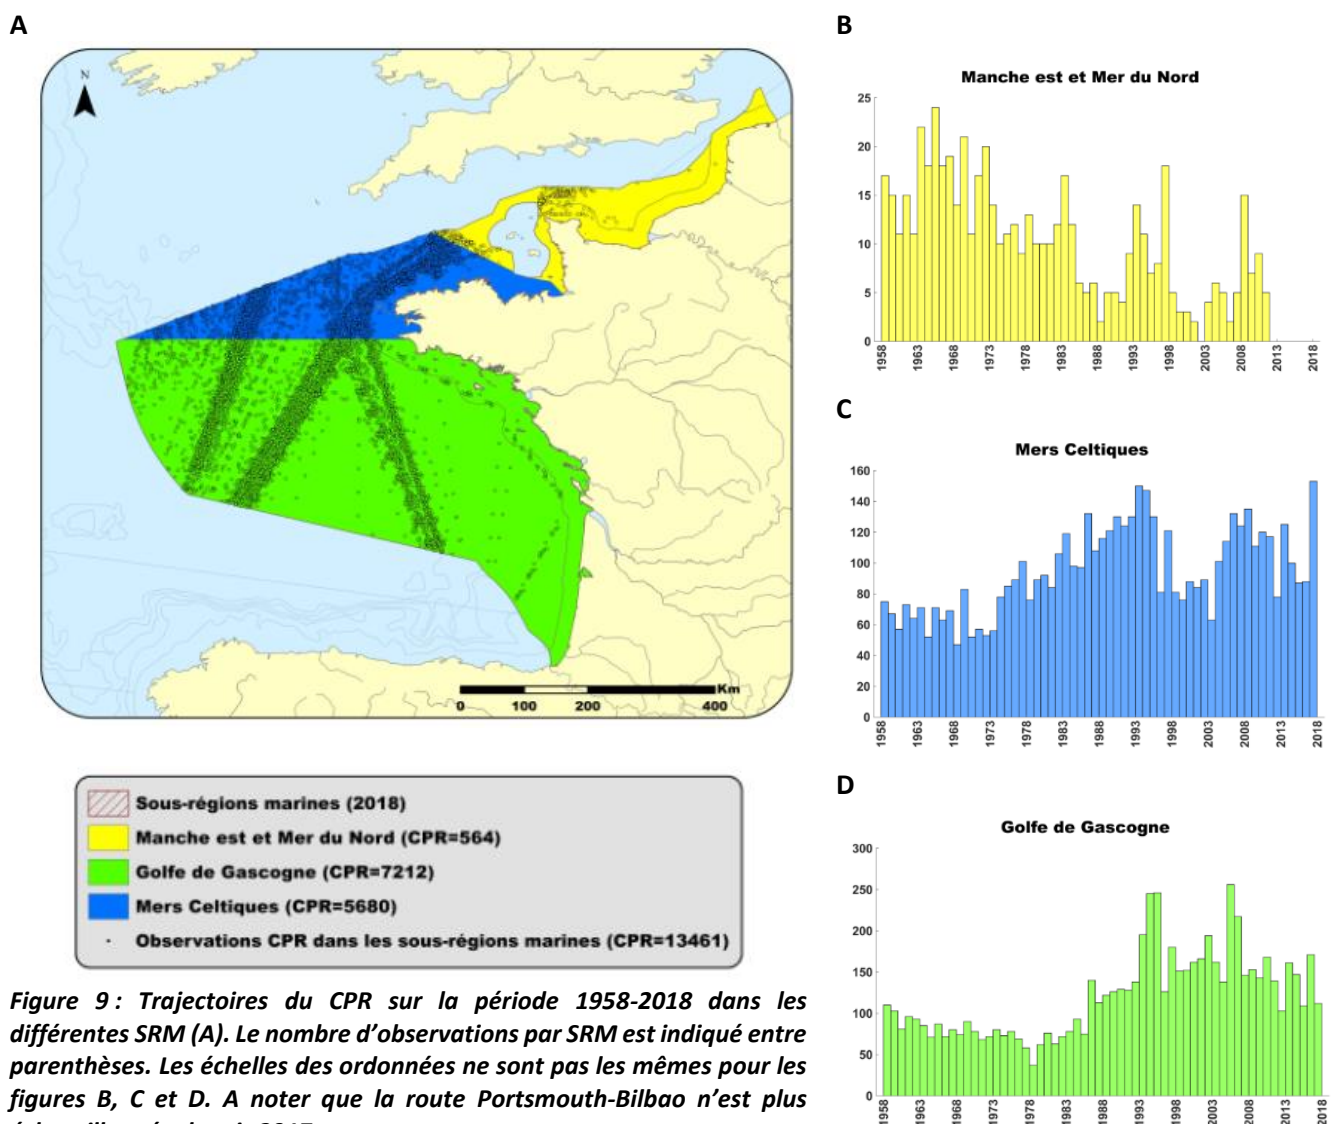 A
N
Km
0 100 200 400
Sous-régions marines (2018)
Manche est et Mer du Nord (CPR=564)
Golfe de Gascogne (CPR=7212)
Mers Celtiques (CPR=5680)
Observations CPR dans les sous-régions marines (CPR=13461)
Figure 9 : Trajectoires du CPR sur la période 1958-2018 dans les
différentes SRM (A). Le nombre d'observations par SRM est indiqué entre
parenthèses. Les échelles des ordonnées ne sont pas les mêmes pour les
figures B, C et D. A noter que la route Portsmouth-Bilbao n'est plus
B
Manche est et Mer du Nord
25
20
15
10
5
0
1958 1963 1968 1973 1978 1983 1988 1993 1998 2003 2008 2013 2018
C
Mers Celtiques
160
140
120
100
80
60
40
20
0
1958 1963 1968 1973 1978 1983 1988 1993 1998 2003 2008 2013 2018
D
Golfe de Gascogne
300
250
200
150
100
50
0
1958 1963 1968 1973 1978 1983 1988 1993 1998 2003 2008 2013 2018